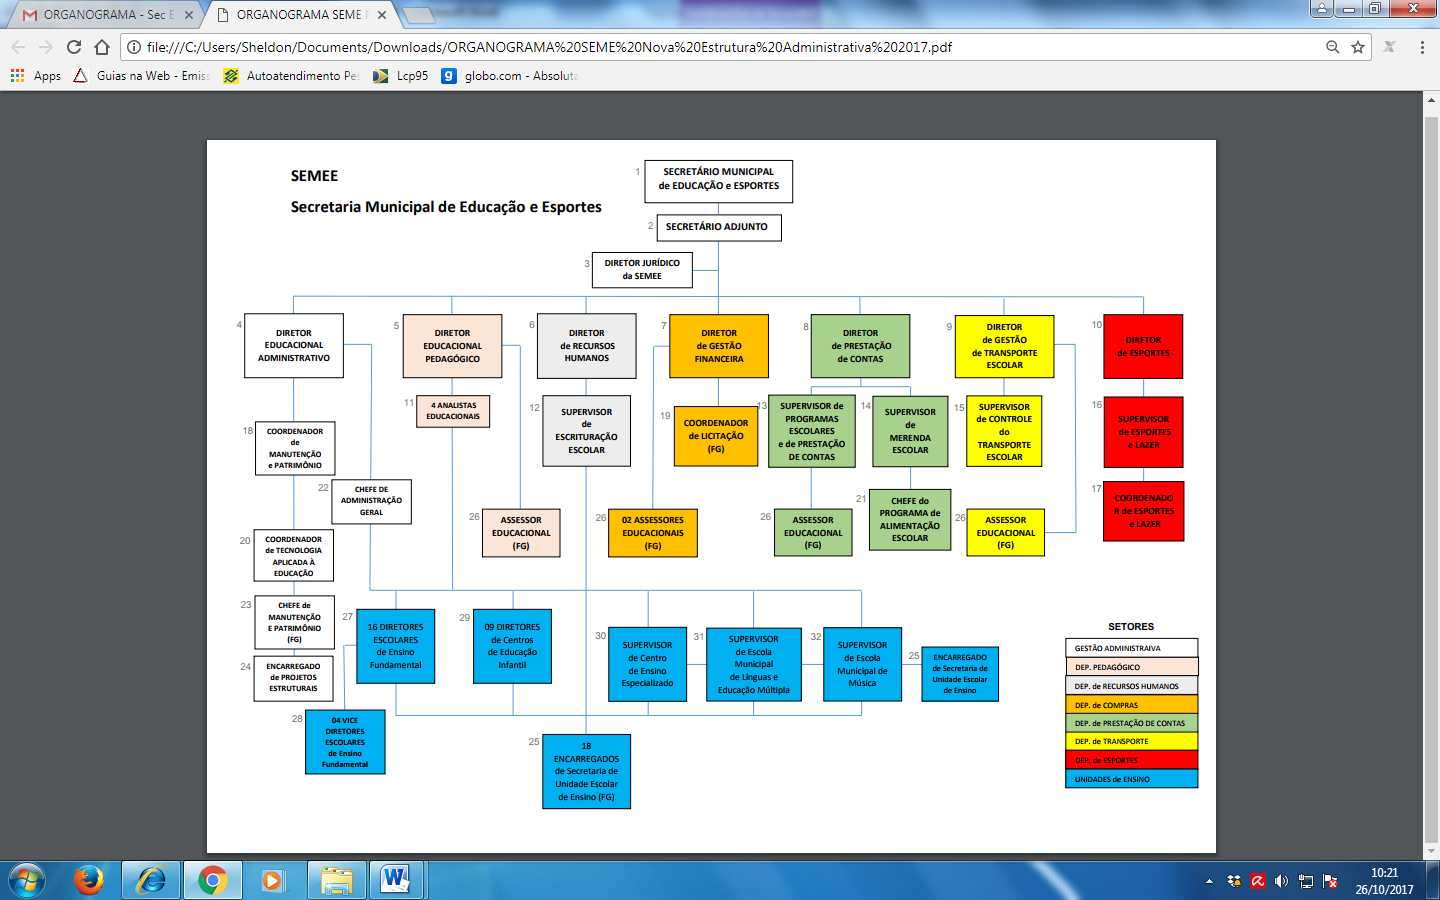 ORGANOGRAMA - Sec E
ORGANOGRAMA SEME
file:///C:/Users/Sheldon/Documents/Downloads/ORGANOGRAMA%20SEME%20Nova%20Estrutura%20Administrativa%202017.pdf
Apps
Guias na Web - Emiss
Autoatendimento Pes
Lcp95
globo.com - Absoluta
SEMEE
Secretaria Municipal de Educação e Esportes
1
SECRETÁRIO MUNICIPAL
de EDUCAÇÃO e ESPORTES
2
SECRETÁRIO ADJUNTO
3
DIRETOR JURÍDICO
da SEMEE
4
DIRETOR
EDUCACIONAL
ADMINISTRATIVO
5
DIRETOR
EDUCACIONAL
PEDAGÓGICO
6
DIRETOR
de RECURSOS
HUMANOS
7
DIRETOR
de GESTÃO
FINANCEIRA
8
DIRETOR
de PRESTAÇÃO
de CONTAS
9
DIRETOR
de GESTÃO
de TRANSPORTE
ESCOLAR
10
DIRETOR
de ESPORTES
11
4 ANALISTAS
EDUCACIONAIS
12
SUPERVISOR
de
ESCRITURAÇÃO
ESCOLAR
19
COORDENADOR
de LICITAÇÃO
(FG)
13
SUPERVISOR de
PROGRAMAS
ESCOLARES
e de PRESTAÇÃO
DE CONTAS
14
SUPERVISOR
de
MERENDA
ESCOLAR
15
SUPERVISOR
de CONTROLE
do
TRANSPORTE
ESCOLAR
16
SUPERVISOR
de ESPORTES
e LAZER
18
COORDENADOR
de
MANUTENÇÃO
e PATRIMÔNIO
22
CHEFE DE
ADMINISTRAÇÃO
GERAL
26
ASSESSOR
EDUCACIONAL
(FG)
26
02 ASSESSORES
EDUCACIONAIS
(FG)
26
ASSESSOR
EDUCACIONAL
(FG)
21
CHEFE do
PROGRAMA de
ALIMENTAÇÃO
ESCOLAR
26
ASSESSOR
EDUCACIONAL
(FG)
17
COORDENADO
R de ESPORTES
e LAZER
20
COORDENADOR
de TECNOLOGIA
APLICADA À
EDUCAÇÃO
23
CHEFE de
MANUTENÇÃO
E PATRIMÔNIO
(FG)
24
ENCARREGADO
de PROJETOS
ESTRUTURAIS
27
16 DIRETORES
ESCOLARES
de Ensino
Fundamental
29
09 DIRETORES
de Centros
de Educação
Infantil
30
SUPERVISOR
de Centro
de Ensino
Especializado
31
SUPERVISOR
de Escola
Municipal
de Línguas e
Educação Múltipla
32
SUPERVISOR
de Escola
Municipal de
Música
25
ENCARREGADO
de Secretaria de
Unidade Escolar
de Ensino
28
04 VICE
DIRETORES
ESCOLARES
de Ensino
Fundamental
25
18
ENCARREGADOS
de Secretaria de
Unidade Escolar
de Ensino (FG)
SETORES
GESTÃO ADMINISTRAIVA
DEP. PEDAGÓGICO
DEP. de RECURSOS HUMANOS
DEP. de COMPRAS
DEP. de PRESTAÇÃO DE CONTAS
DEP. de TRANSPORTE
DEP. de ESPORTES
UNIDADES de ENSINO
10:21
26/10/2017